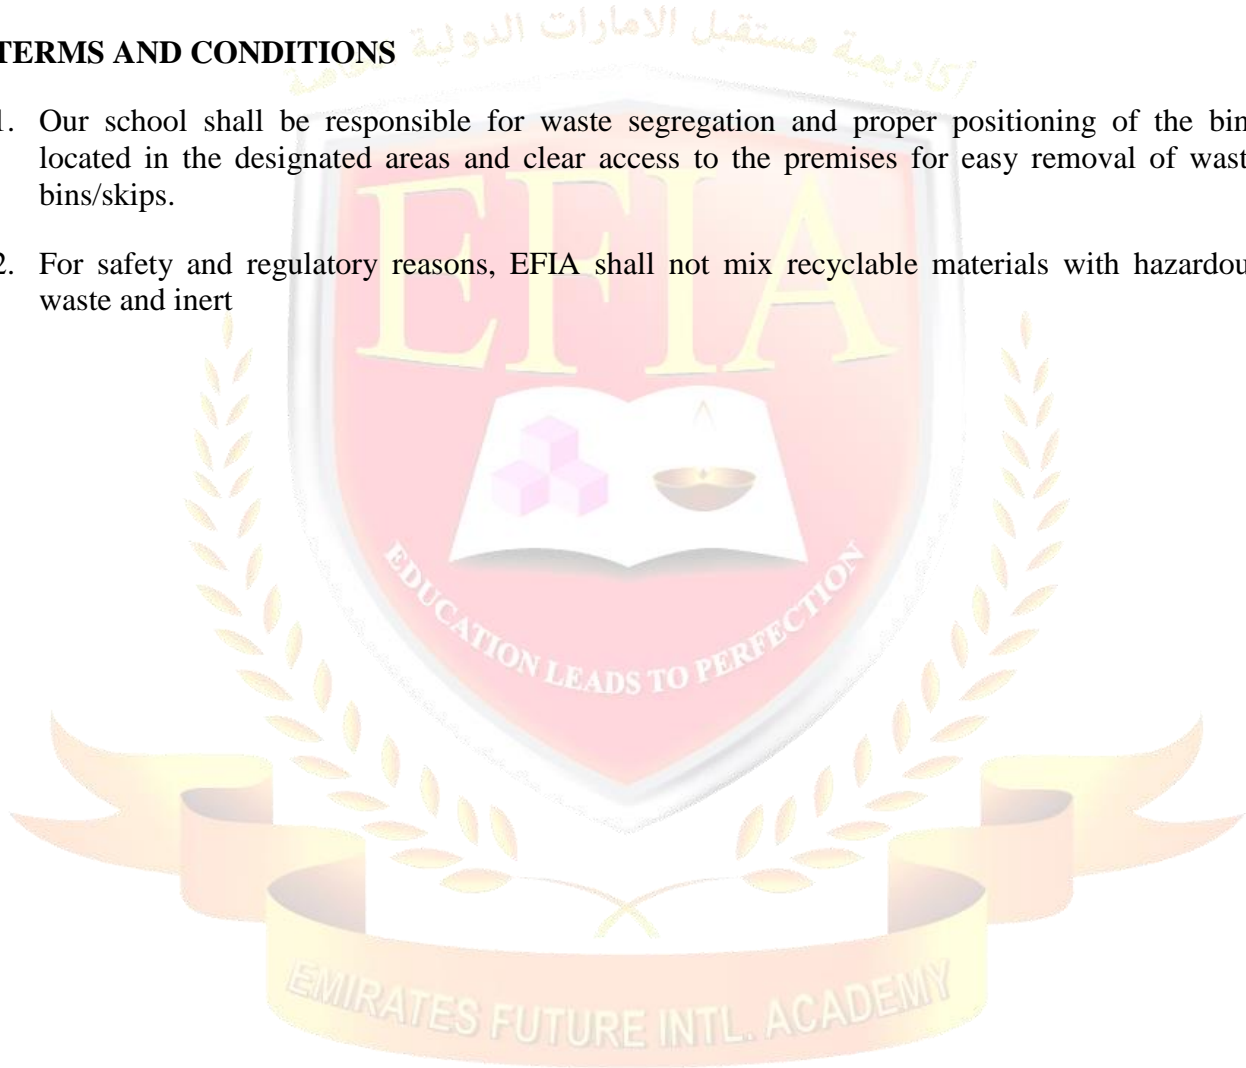 أكاديمية مستقبل الامارات الدولية
TERMS AND CONDITIONS
1. Our school shall be responsible for waste segregation and proper positioning of the bin
located in the designated areas and clear access to the premises for easy removal of wast
bins/skips.
2. For safety and regulatory reasons, EFIA shall not mix recyclable materials with hazardou
waste and inert
EFIA
EDUCATION LEADS TO PERFECTION
EMIRATES FUTURE INTL. ACADEMY